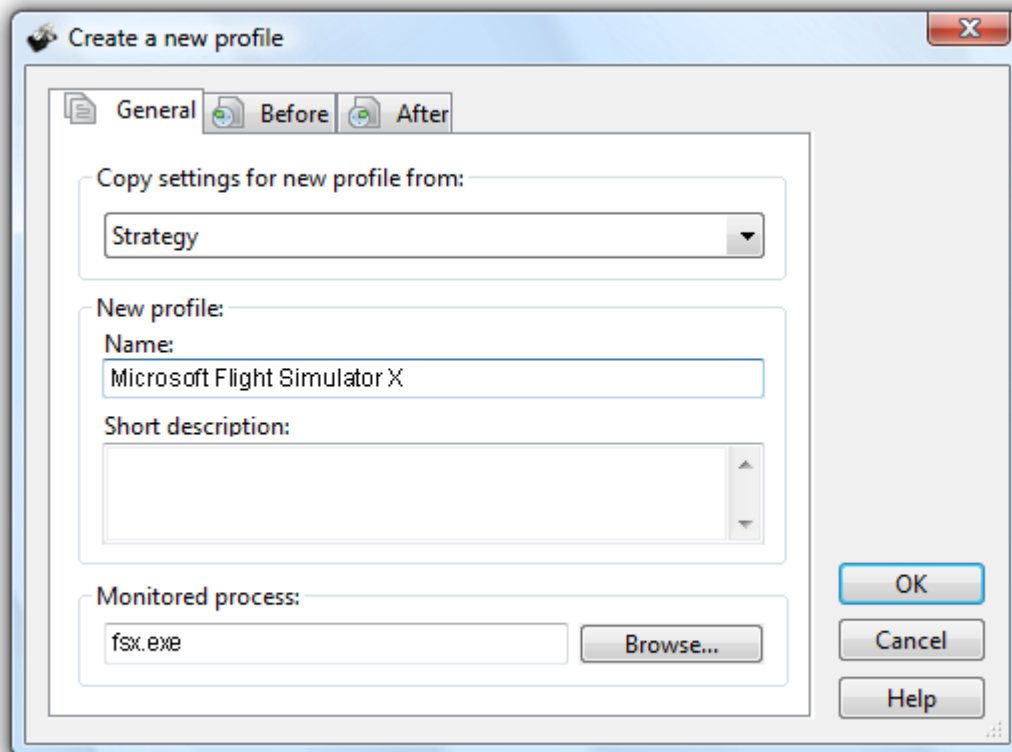 Create a new profile
General
Before
After
Copy settings for new profile from:
Strategy
New profile:
Name:
Microsoft Flight Simulator X
Short description:
Monitored process:
fsx.exe
Browse...
OK
Cancel
Help